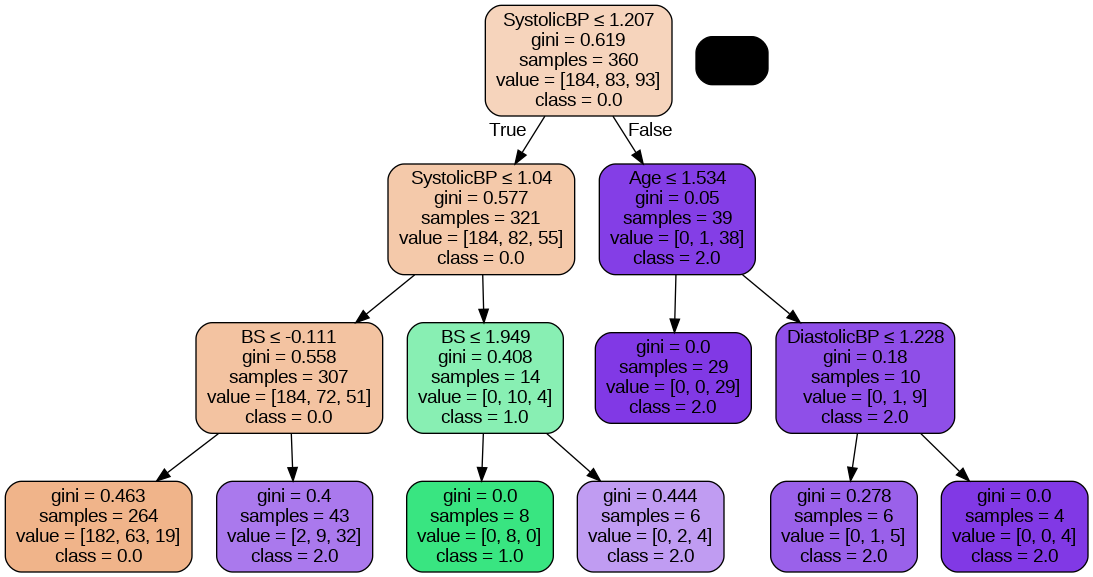 SystolicBP ≤ 1.207
gini = 0.619
samples = 360
value = [184, 83, 93]
class = 0.0
True
False
SystolicBP ≤ 1.04
gini = 0.577
samples = 321
value = [184, 82, 55]
class = 0.0
Age ≤ 1.534
gini = 0.05
samples = 39
value = [0, 1, 38]
class = 2.0
BS ≤ -0.111
gini = 0.558
samples = 307
value = [184, 72, 51]
class = 0.0
BS ≤ 1.949
gini = 0.408
samples = 14
value = [0, 10, 4]
class = 1.0
gini = 0.0
samples = 29
value = [0, 0, 29]
class = 2.0
DiastolicBP ≤ 1.228
gini = 0.18
samples = 10
value = [0, 1, 9]
class = 2.0
gini = 0.463
samples = 264
value = [182, 63, 19]
class = 0.0
gini = 0.4
samples = 43
value = [2, 9, 32]
class = 2.0
gini = 0.0
samples = 8
value = [0, 8, 0]
class = 1.0
gini = 0.444
samples = 6
value = [0, 2, 4]
class = 2.0
gini = 0.278
samples = 6
value = [0, 1, 5]
class = 2.0
gini = 0.0
samples = 4
value = [0, 0, 4]
class = 2.0